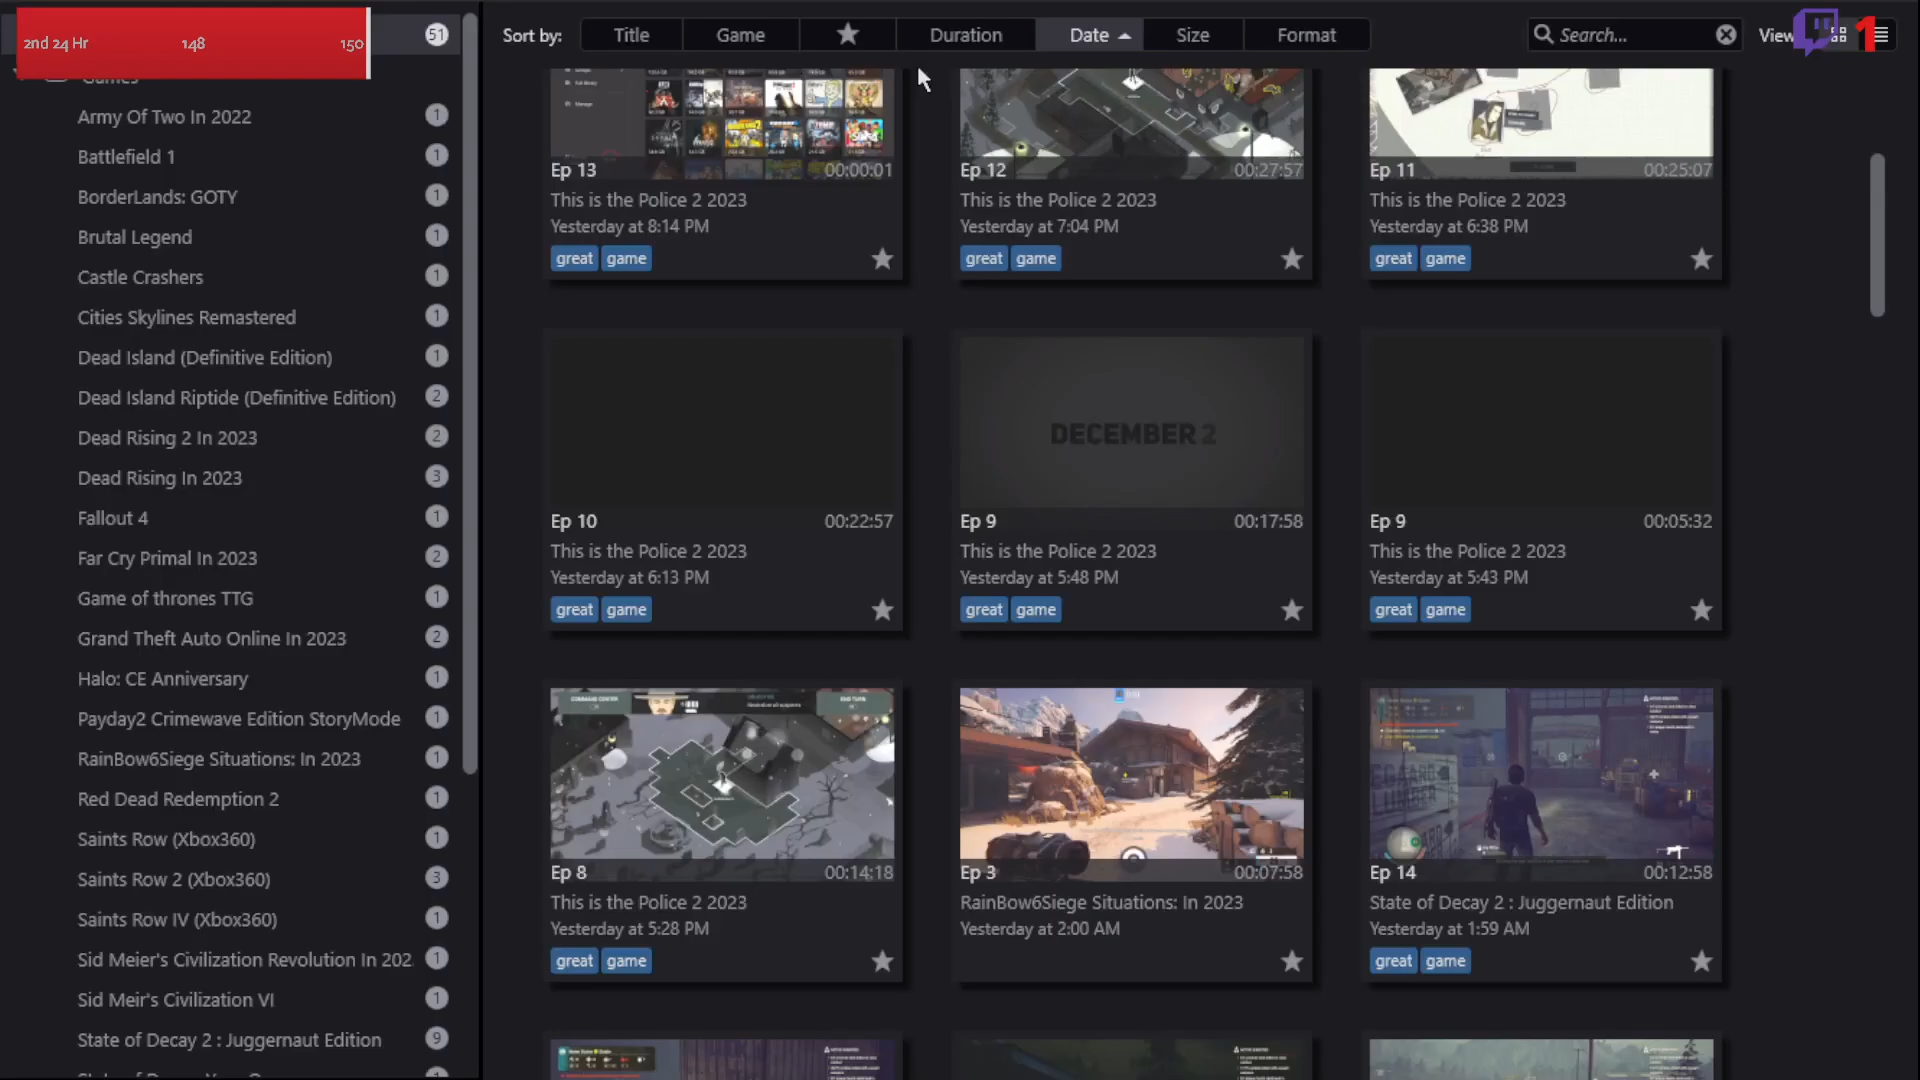 2nd 24 Hr 148 150
51
Games
Army Of Two In 2022 1
Battlefield 1 1
BorderLands: GOTY 1
Brutal Legend 1
Castle Crashers 1
Cities Skylines Remastered 1
Dead Island (Definitive Edition) 1
Dead Island Riptide (Definitive Edition) 2
Dead Rising 2 In 2023 2
Dead Rising In 2023 3
Fallout 4 1
Far Cry Primal In 2023 2
Game of thrones TTG 1
Grand Theft Auto Online In 2023 2
Halo: CE Anniversary 1
Payday2 Crimewave Edition StoryMode 1
RainBow6Siege Situations: In 2023 1
Red Dead Redemption 2 1
Saints Row (Xbox360) 1
Saints Row 2 (Xbox360) 3
Saints Row IV (Xbox360) 1
Sid Meier's Civilization Revolution In 202 1
Sid Meir's Civilization VI 1
State of Decay 2 : Juggernaut Edition 9
Sort by: Title Game Duration Date Size Format
Search...
View
1
Ep 13 00:00:01
This is the Police 2 2023
Yesterday at 8:14 PM
great game
Ep 12 00:27:57
This is the Police 2 2023
Yesterday at 7:04 PM
great game
Ep 11 00:25:07
This is the Police 2 2023
Yesterday at 6:38 PM
great game
Ep 10 00:22:57
This is the Police 2 2023
Yesterday at 6:13 PM
great game
DECEMBER 2
Ep 9 00:17:58
This is the Police 2 2023
Yesterday at 5:48 PM
great game
Ep 9 00:05:32
This is the Police 2 2023
Yesterday at 5:43 PM
great game
COMMAND CENTER
END TURN
Ep 8 00:14:18
This is the Police 2 2023
Yesterday at 5:28 PM
great game
Ep 3 00:07:58
RainBow6Siege Situations: In 2023
Yesterday at 2:00 AM
Ep 14 00:12:58
State of Decay 2 : Juggernaut Edition
Yesterday at 1:59 AM
great game